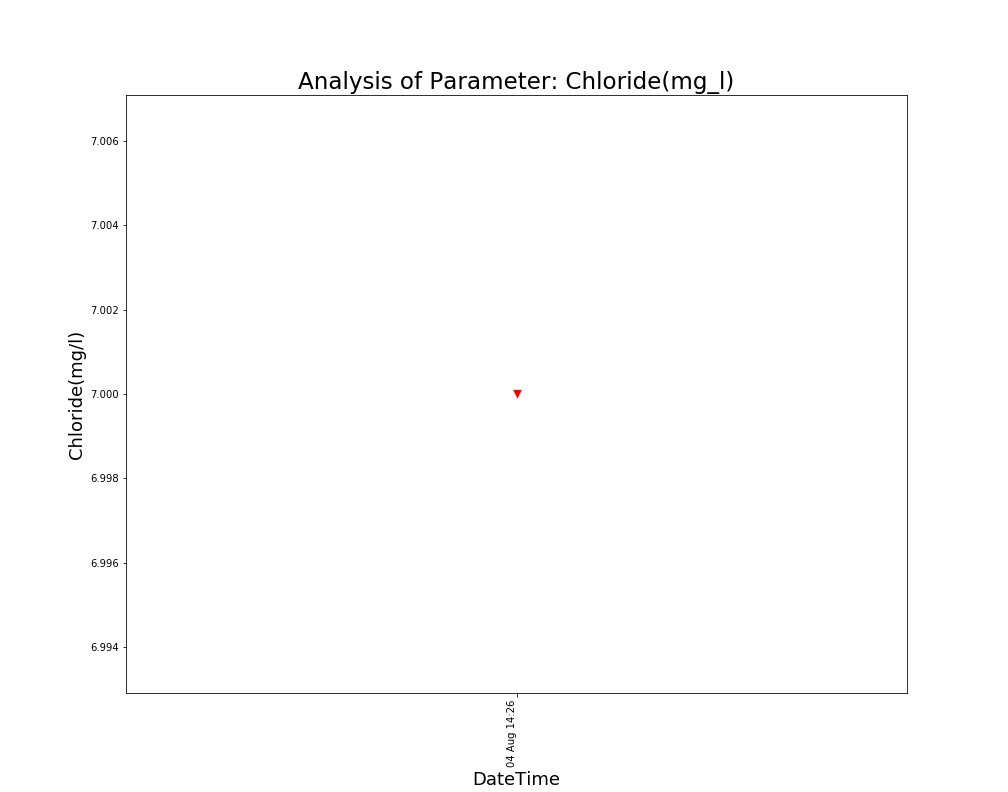 Analysis of Parameter: Chloride(mg_l)
Chloride(mg/l)
7.006
7.004
7.002
7.000
6.998
6.996
6.994
04 Aug 14:26
DateTime